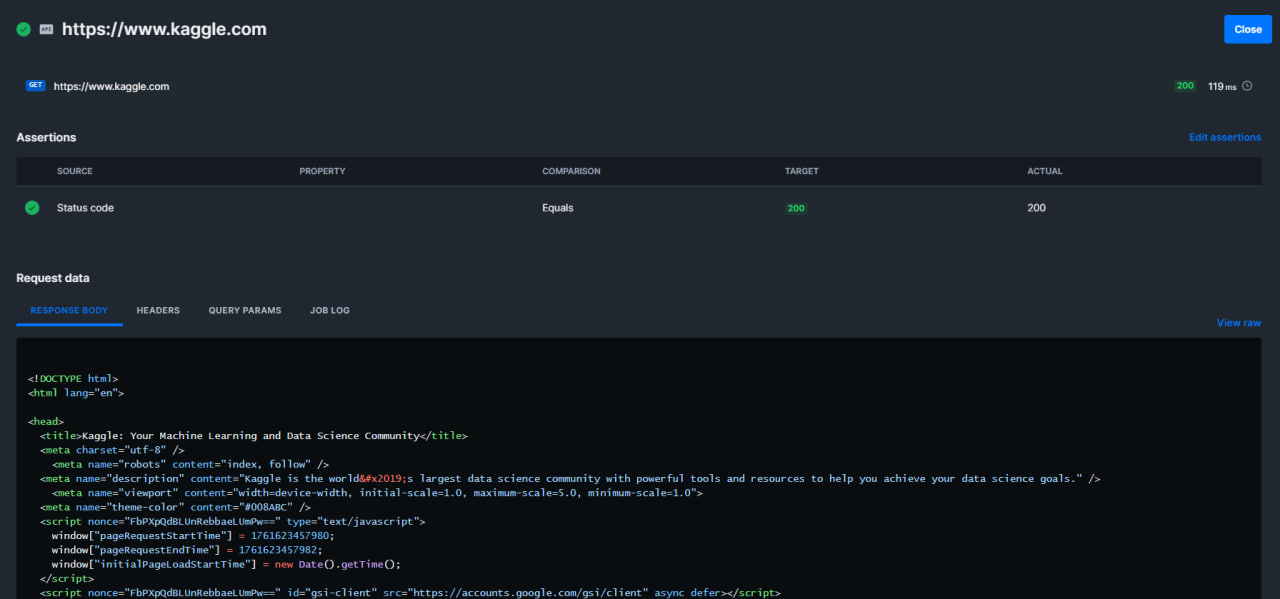 API https://www.kaggle.com
Close
GET https://www.kaggle.com 200 119 ms
Assertions Edit assertions
SOURCE PROPERTY COMPARISON TARGET ACTUAL
Status code Equals 200 200
Request data
RESPONSE BODY HEADERS QUERY PARAMS JOB LOG
View raw
<!DOCTYPE html>
<html lang="en">
<head>
<title>Kaggle: Your Machine Learning and Data Science Community</title>
<meta charset="utf-8" />
<meta name="robots" content="index, follow" />
<meta name="description" content="Kaggle is the world&#x2019;s largest data science community with powerful tools and resources to help you achieve your data science goals." />
<meta name="viewport" content="width=device-width, initial-scale=1.0, maximum-scale=5.0, minimum-scale=1.0">
<meta name="theme-color" content="#008ABC" />
<script nonce="FbPXpQdBLUnRebbaeLUmPw==" type="text/javascript">
window["pageRequestStartTime"] = 1761623457980;
window["pageRequestEndTime"] = 1761623457982;
window["initialPageLoadStartTime"] = new Date().getTime();
</script>
<script nonce="FbPXpQdBLUnRebbaeLUmPw==" id="gsi-client" src="https://accounts.google.com/gsi/client" async defer></script>